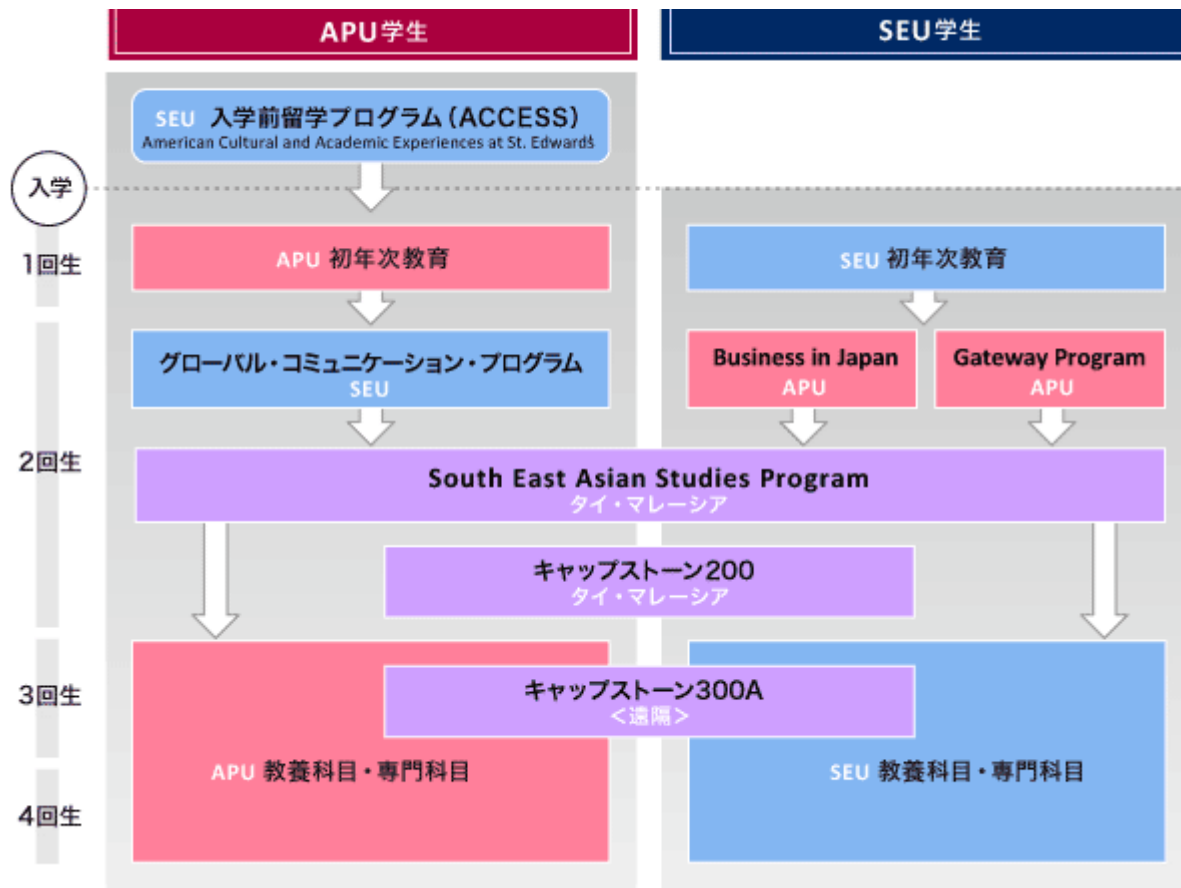 APU学生
SEU学生
SEU 入学前留学プログラム（ACCESS）
American Cultural and Academic Experiences at St. Edward's
入学
1回生
APU 初年次教育
SEU 初年次教育
2回生
グローバル・コミュニケーション・プログラム
SEU
Business in Japan
APU
Gateway Program
APU
South East Asian Studies Program
タイ・マレーシア
キャップストーン200
タイ・マレーシア
3回生
キャップストーン300A
＜遠隔＞
APU 教養科目・専門科目
SEU 教養科目・専門科目
4回生